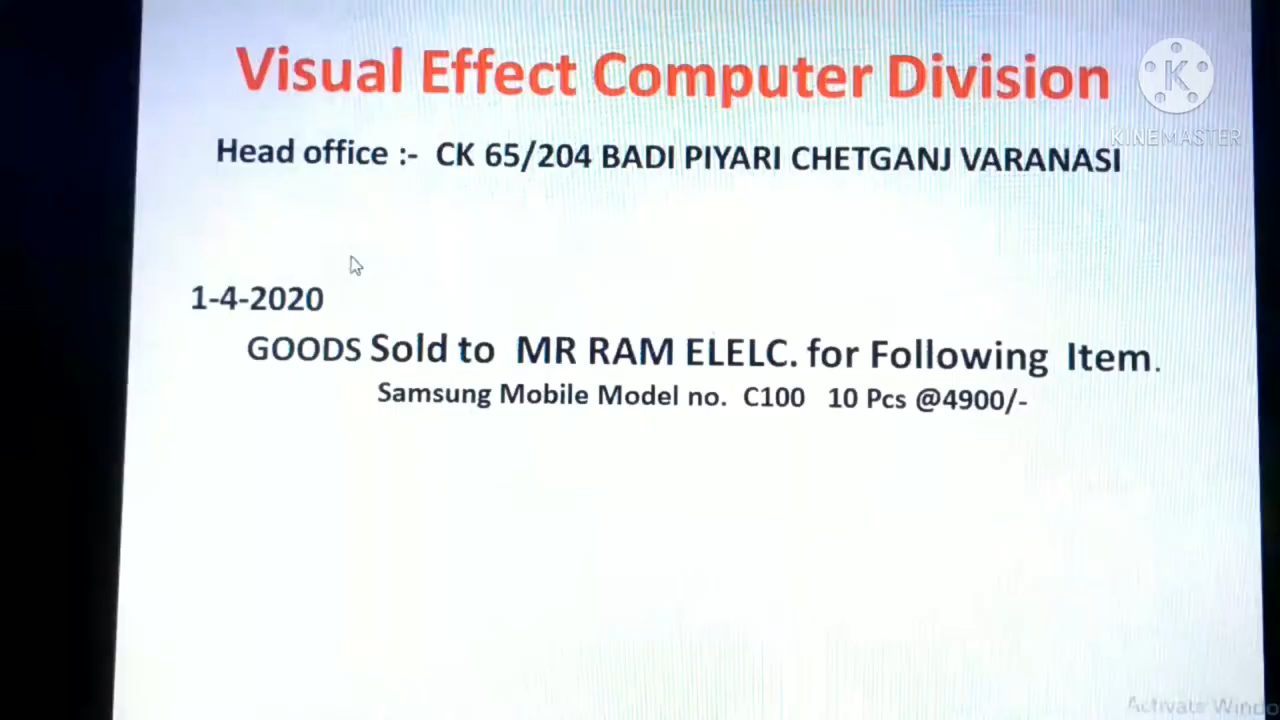 Visual Effect Computer Division
K
KINEMASTER
Head office :- CK 65/204 BADI PIYARI CHETGANJ VARANASI
1-4-2020
GOODS Sold to MR RAM ELELC. for Following Item.
Samsung Mobile Model no. C100 10 Pcs @4900/-
Activate Windo